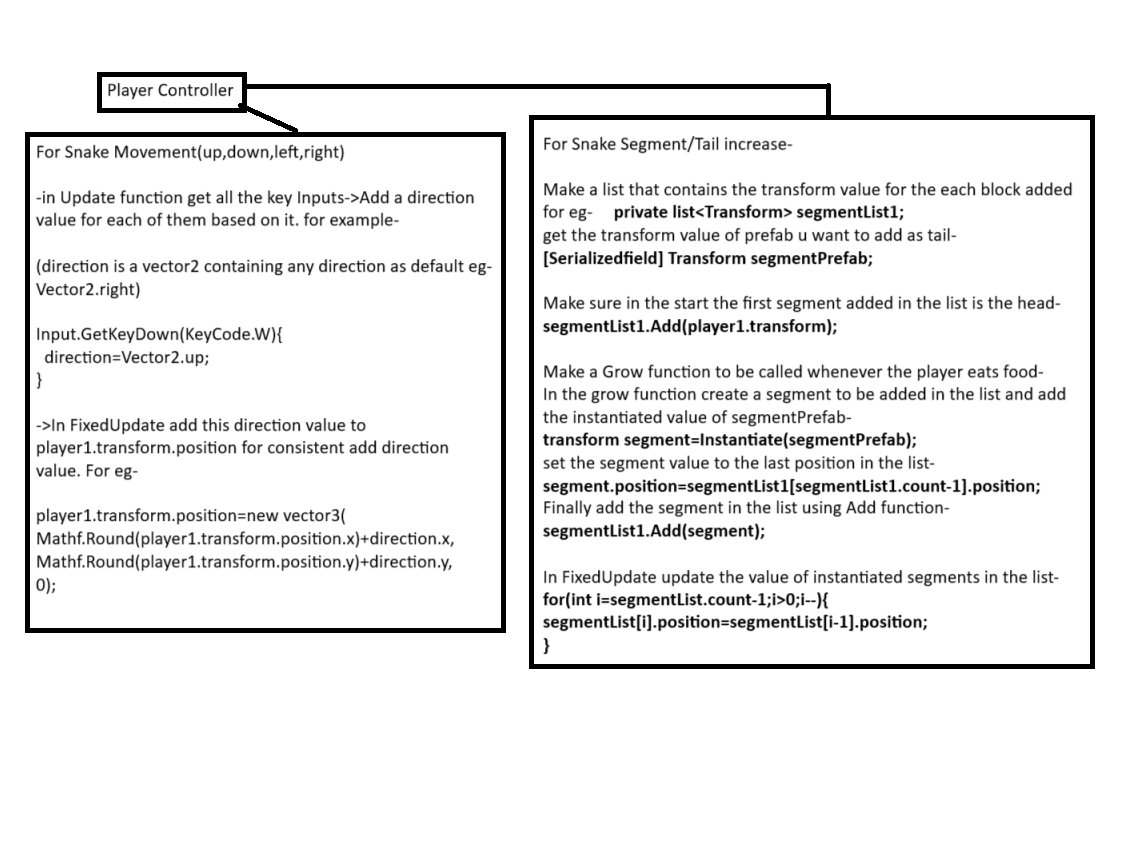 Player Controller
For Snake Movement(up,down,left,right)
-in Update function get all the key Inputs->Add a direction
value for each of them based on it. for example-
(direction is a vector2 containing any direction as default eg-
Vector2.right)
Input.GetKeyDown(KeyCode.W){
direction=Vector2.up;
}
->In FixedUpdate add this direction value to
player1.transform.position for consistent add direction
value. For eg-
player1.transform.position=new vector3(
Mathf.Round(player1.transform.position.x)+direction.x,
Mathf.Round(player1.transform.position.y)+direction.y,
0);
For Snake Segment/Tail increase-
Make a list that contains the transform value for the each block added
for eg- private list<Transform> segmentList1;
get the transform value of prefab u want to add as tail-
[Serializedfield] Transform segmentPrefab;
Make sure in the start the first segment added in the list is the head-
segmentList1.Add(player1.transform);
Make a Grow function to be called whenever the player eats food-
In the grow function create a segment to be added in the list and add
the instantiated value of segmentPrefab-
transform segment=Instantiate(segmentPrefab);
set the segment value to the last position in the list-
segment.position=segmentList1[segmentList1.count-1].position;
Finally add the segment in the list using Add function-
segmentList1.Add(segment);
In FixedUpdate update the value of instantiated segments in the list-
for(int i=segmentList.count-1;i>0;i--){
segmentList[i].position=segmentList[i-1].position;
}